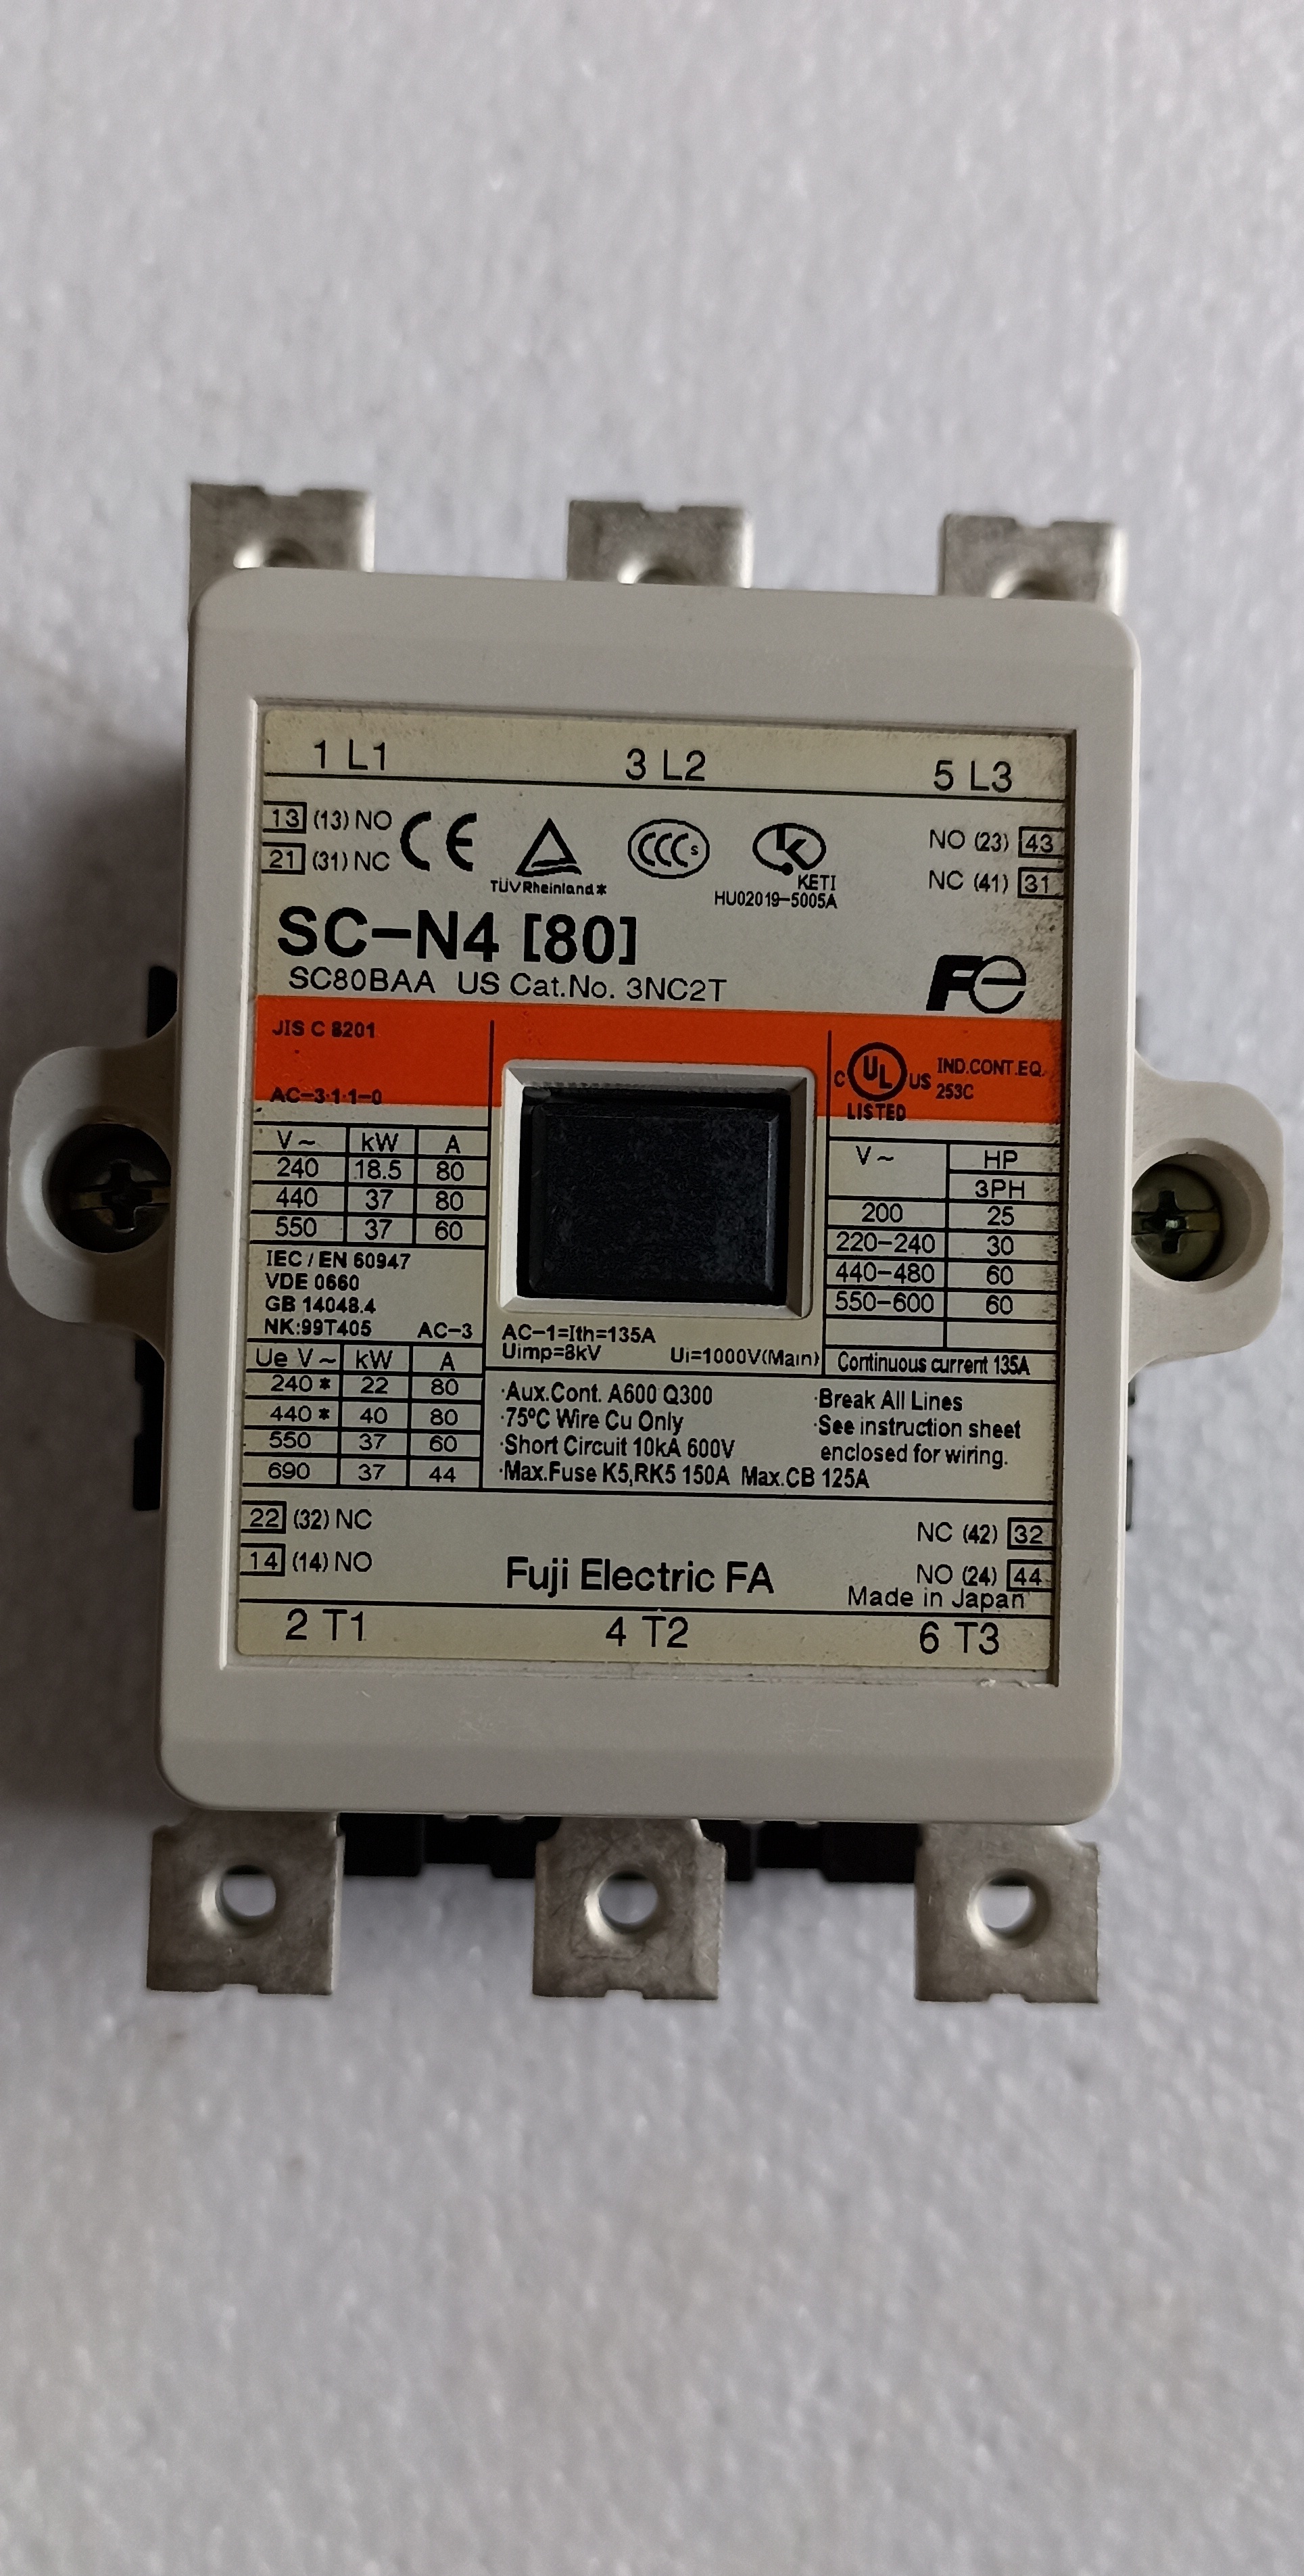 1 L1 3 L2 5 L3
13 (13) NO CE TÜVRheinland* CCC S K KETI NO (23) 43
21 (31) NC HU02019-5005A NC (41) 31
SC-N4 [80]
SC80BAA US Cat.No. 3NC2T Fe
JIS C 8201
AC-3·1·1-0
C UL US LISTED IND.CONT.EQ. 253C
V~ kW A
240 18.5 80
440 37 80
550 37 60
V~ HP
3PH
200 25
220-240 30
440-480 60
550-600 60
Continuous current 135A
IEC / EN 60947
VDE 0660
GB 14048.4
NK:99T405 AC-3
Ue V~ kW A
240* 22 80
440* 40 80
550 37 60
690 37 44
AC-1=Ith=135A
Uimp=8kV Ui=1000V(Main)
·Aux.Cont. A600 Q300
·75°C Wire Cu Only
·Short Circuit 10kA 600V
·Max.Fuse K5,RK5 150A Max.CB 125A
·Break All Lines
·See instruction sheet
enclosed for wiring.
22 (32) NC NC (42) 32
14 (14) NO Fuji Electric FA NO (24) 44
Made in Japan
2 T1 4 T2 6 T3